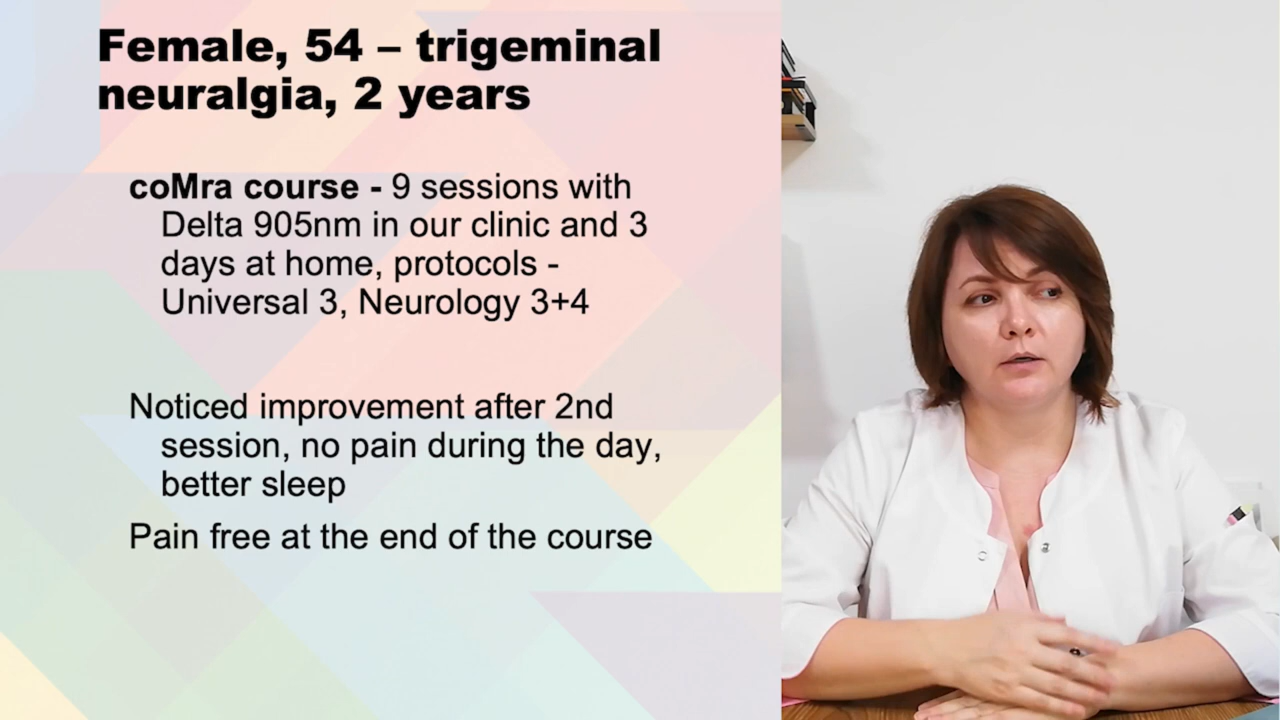 Female, 54 – trigeminal
neuralgia, 2 years
coMra course - 9 sessions with
Delta 905nm in our clinic and 3
days at home, protocols -
Universal 3, Neurology 3+4
Noticed improvement after 2nd
session, no pain during the day,
better sleep
Pain free at the end of the course